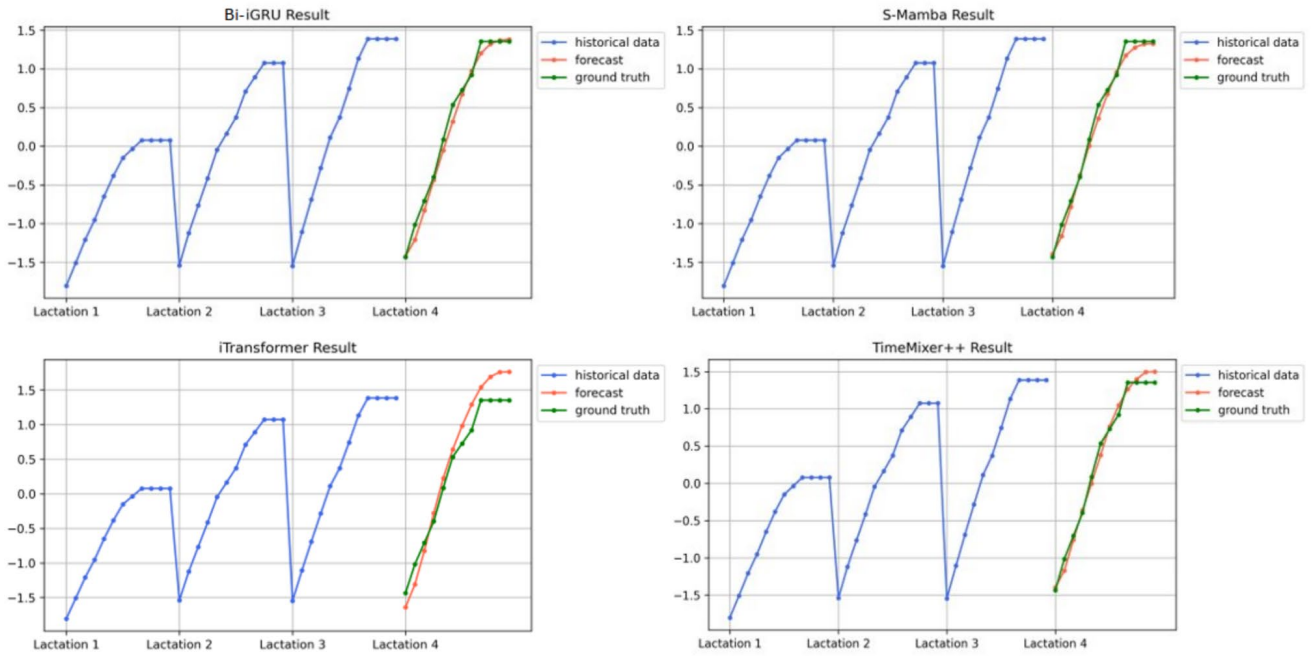 Bi-iGRU Result
1.5
1.0
0.5
0.0
−0.5
−1.0
−1.5
Lactation 1 Lactation 2 Lactation 3 Lactation 4
historical data
forecast
ground truth
S-Mamba Result
1.5
1.0
0.5
0.0
-0.5
-1.0
·1.5
Lactation 1 Lactation 2 Lactation 3 Lactation 4
historical data
forecast
ground truth
iTransformer Result
1.5
1.0
0.5
0.0
−0.5
−1.0
−1.5
Lactation 1 Lactation 2 Lactation 3 Lactation 4
historical data
forecast
ground truth
TimeMixer++ Result
1.5
1.0
0.5
0.0
−0.5
−1.0
−1.5
Lactation 1 Lactation 2 Lactation 3 Lactation 4
historical data
forecast
ground truth